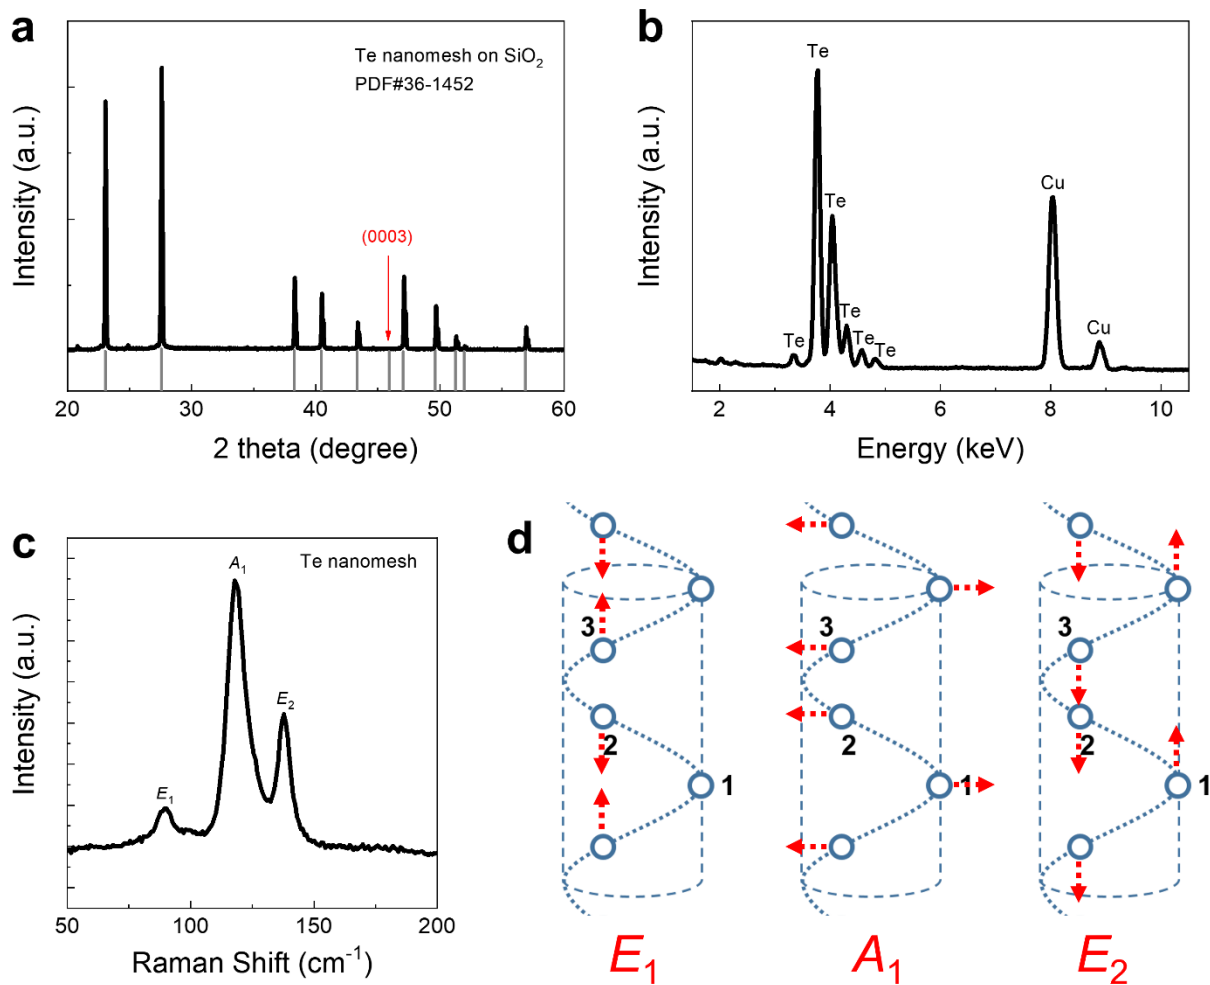 a
Te nanomesh on SiO2
PDF#36-1452
(0003)
Intensity (a.u.)
20 30 40 50 60
2 theta (degree)
b
Te
Te
Te
Te
Te
Te
Cu
Cu
Intensity (a.u.)
2 4 6 8 10
Energy (keV)
c
Te nanomesh
A1
E2
E1
Intensity (a.u.)
50 100 150 200
Raman Shift (cm-1)
d
3
2
1
E1
3
2
1
A1
3
2
1
E2